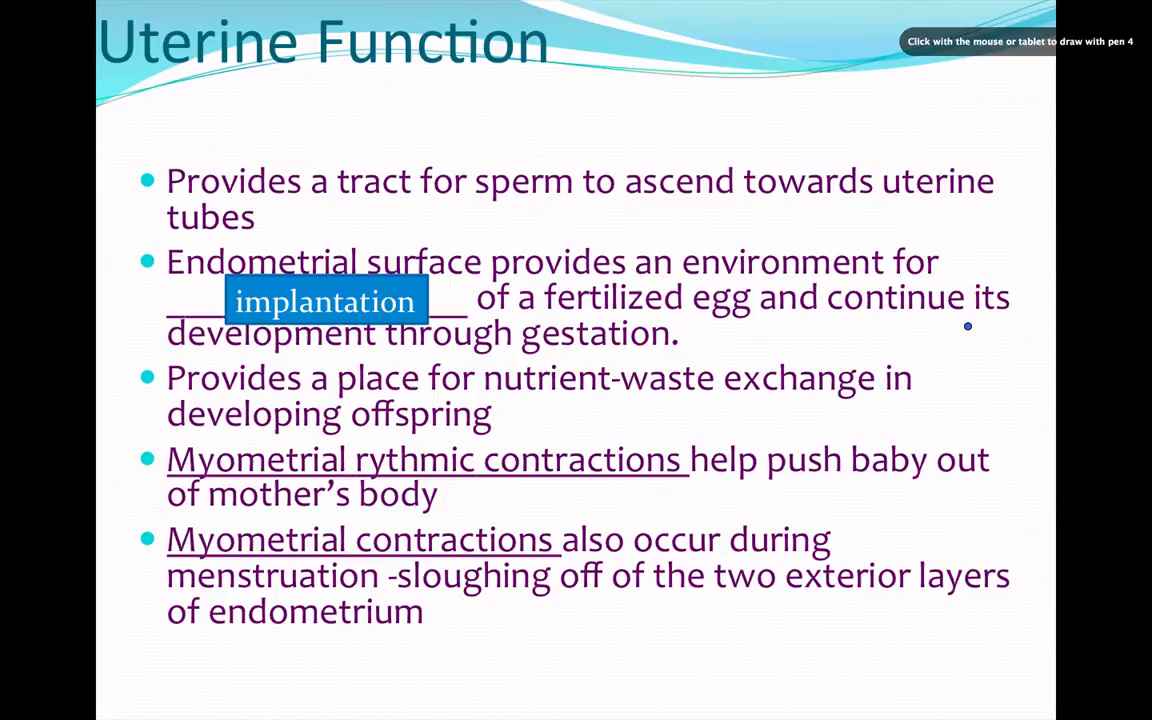 Uterine Function
Click with the mouse or tablet to draw with pen 4
• Provides a tract for sperm to ascend towards uterine
tubes
• Endometrial surface provides an environment for
____implantation__ of a fertilized egg and continue its
development through gestation.
• Provides a place for nutrient-waste exchange in
developing offspring
• Myometrial rythmic contractions help push baby out
of mother’s body
• Myometrial contractions also occur during
menstruation -sloughing off of the two exterior layers
of endometrium